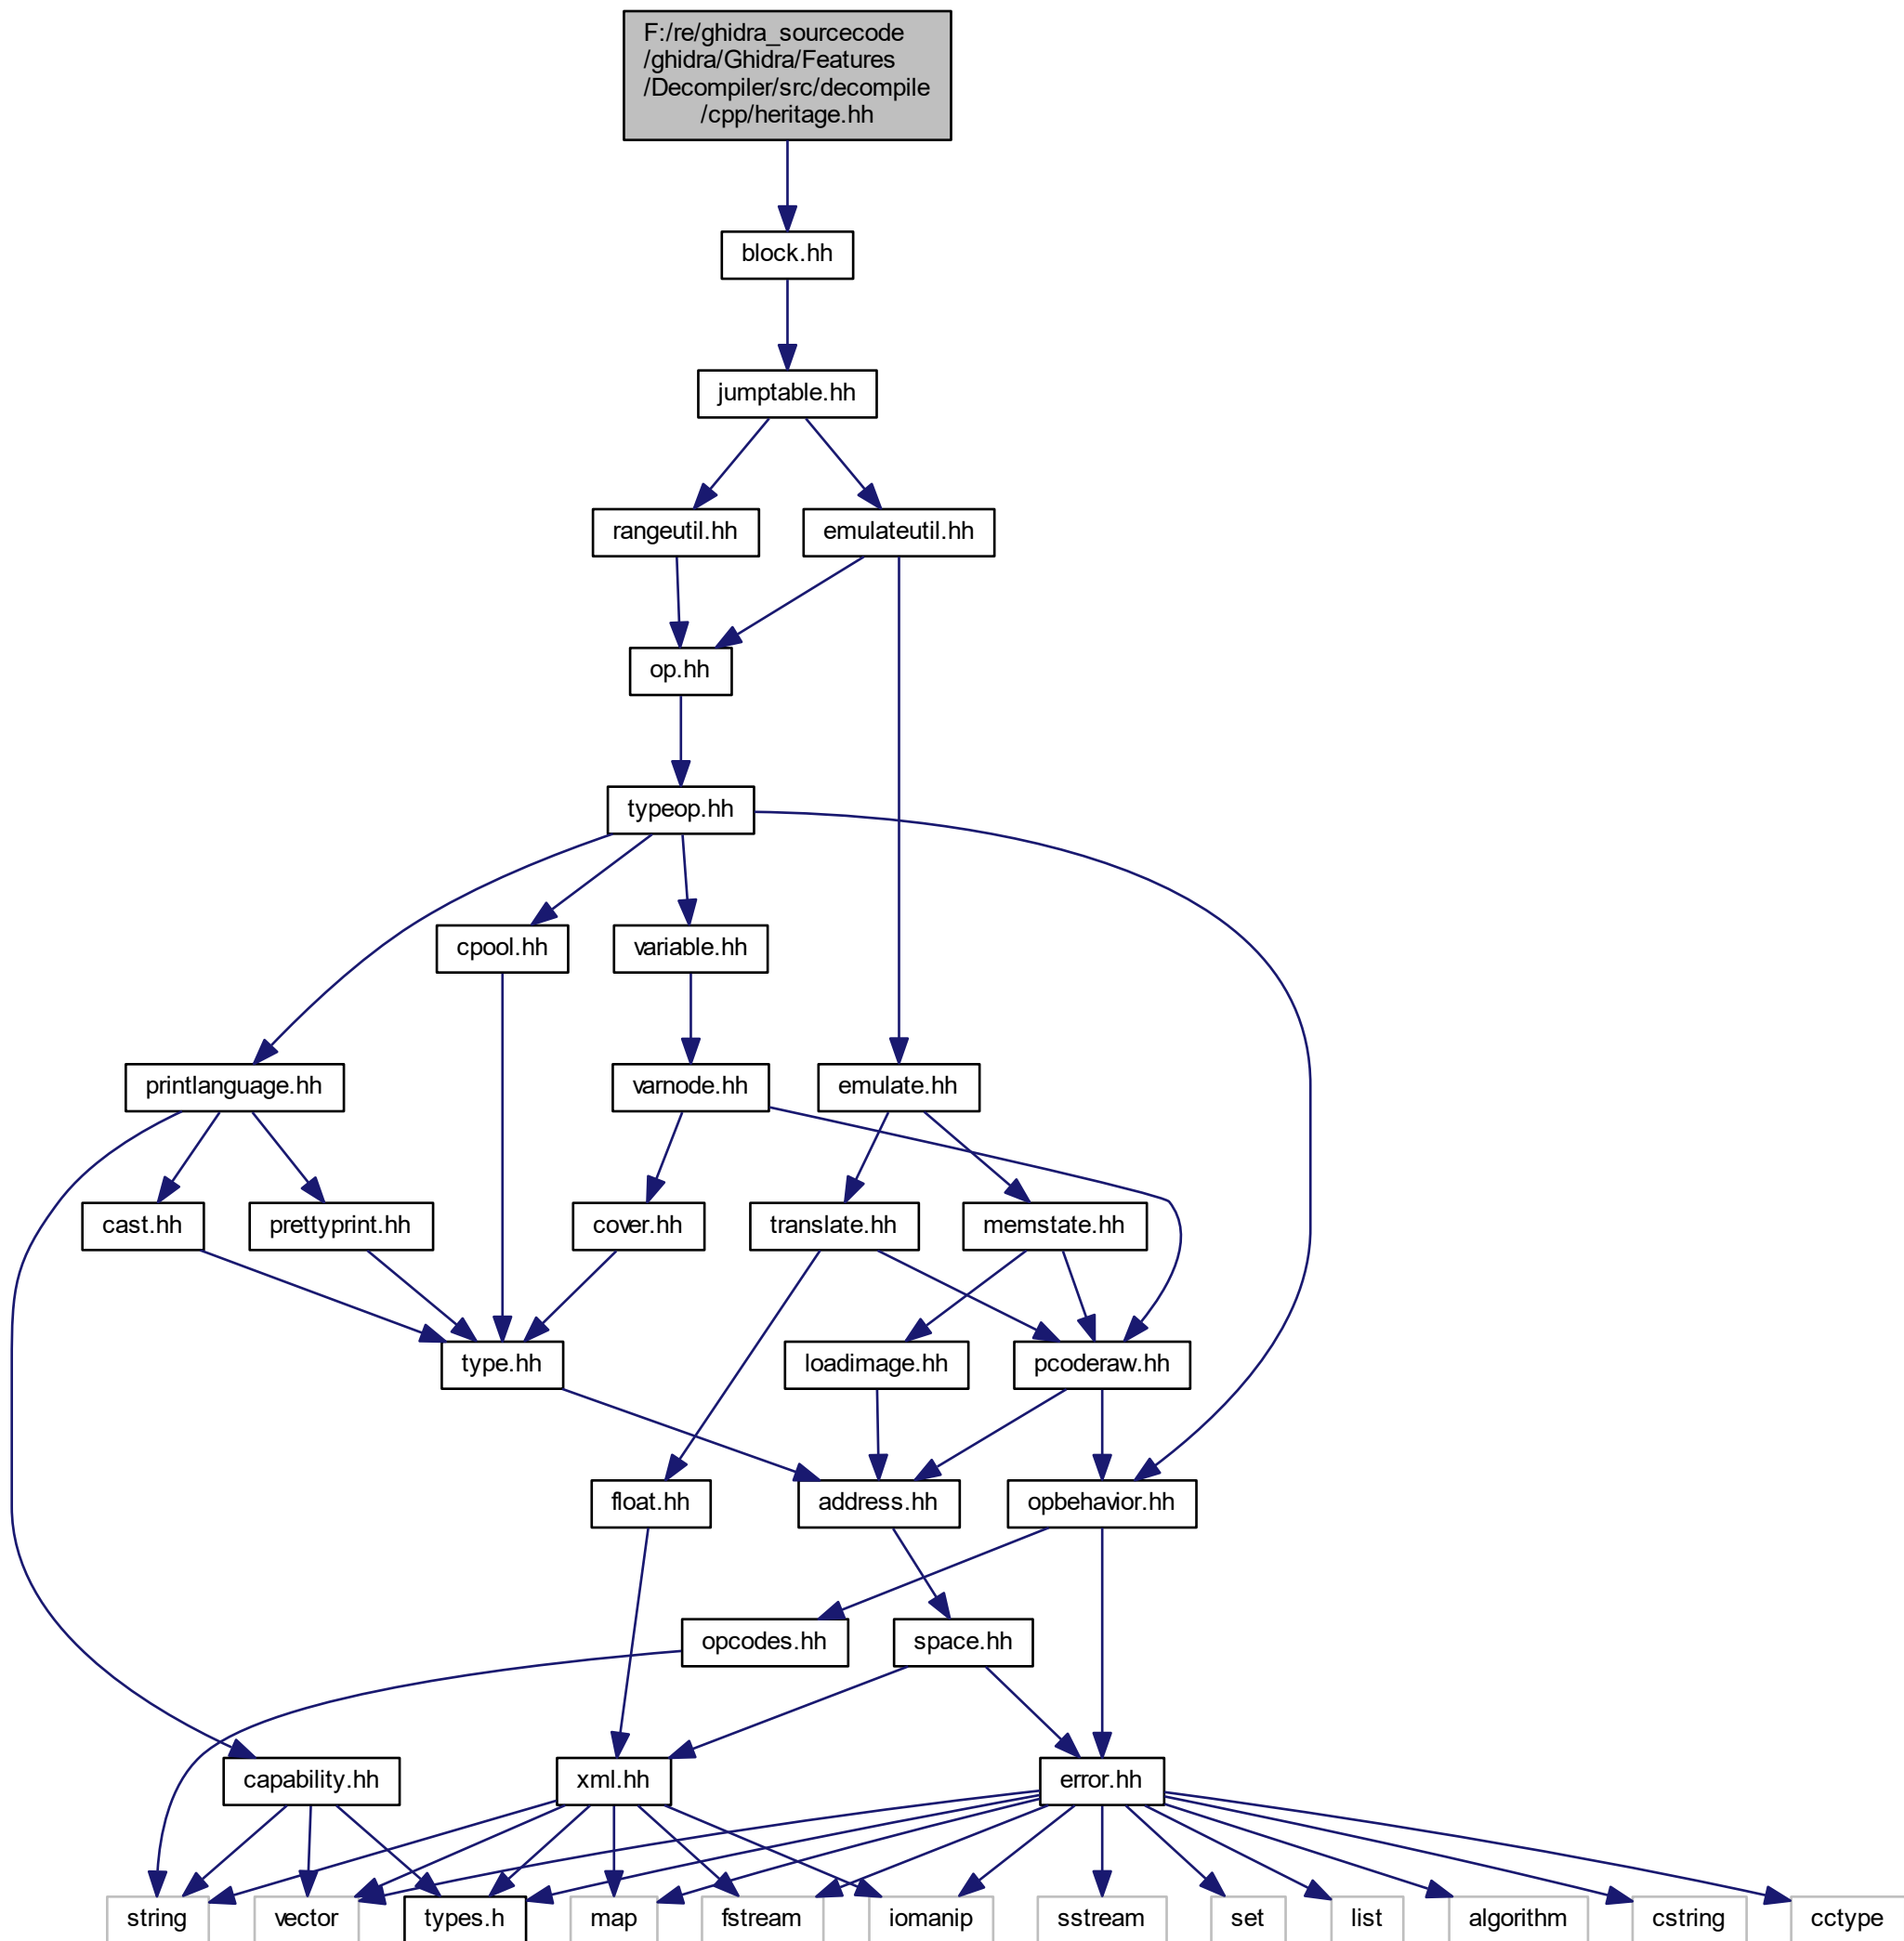 F:/re/ghidra_sourcecode
/ghidra/Ghidra/Features
/Decompiler/src/decompile
/cpp/heritage.hh
block.hh
jumptable.hh
rangeutil.hh
emulateutil.hh
op.hh
typeop.hh
cpool.hh
variable.hh
printlanguage.hh
varnode.hh
emulate.hh
cast.hh
prettyprint.hh
cover.hh
translate.hh
memstate.hh
type.hh
loadimage.hh
pcoderaw.hh
float.hh
address.hh
opbehavior.hh
opcodes.hh
space.hh
capability.hh
xml.hh
error.hh
string
vector
types.h
map
fstream
iomanip
sstream
set
list
algorithm
cstring
cctype